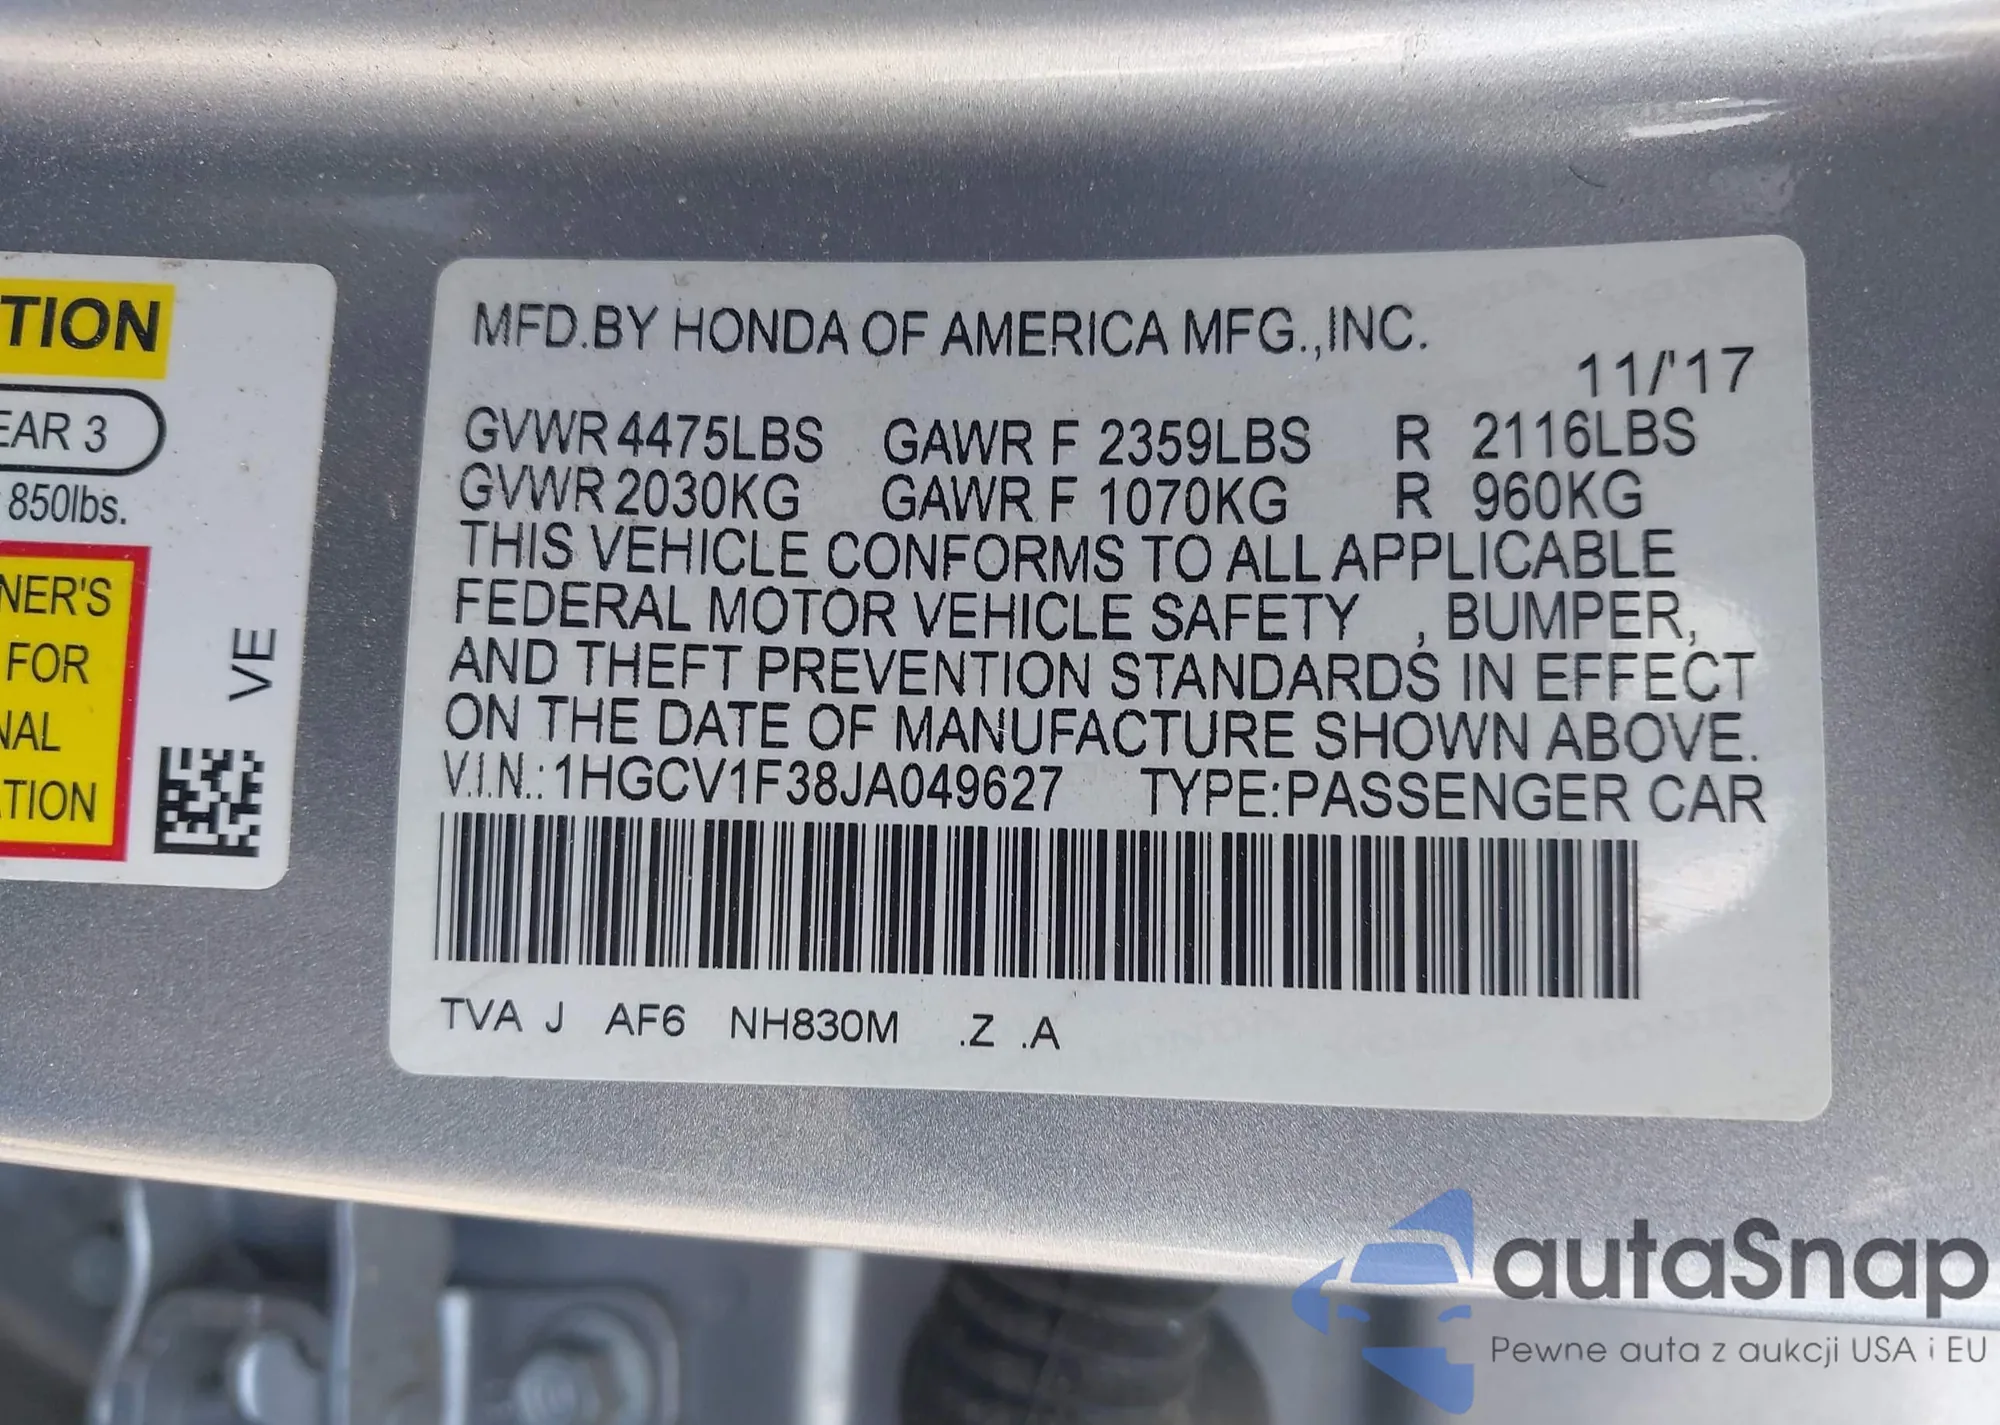 TION
EAR 3
850lbs.
NER'S
FOR
NAL
ATION
VE
MFD.BY HONDA OF AMERICA MFG.,INC.
11/'17
GVWR 4475LBS GAWR F 2359LBS R 2116LBS
GVWR 2030KG GAWR F 1070KG R 960KG
THIS VEHICLE CONFORMS TO ALL APPLICABLE
FEDERAL MOTOR VEHICLE SAFETY , BUMPER,
AND THEFT PREVENTION STANDARDS IN EFFECT
ON THE DATE OF MANUFACTURE SHOWN ABOVE.
V.I.N.: 1HGCV1F38JA049627 TYPE:PASSENGER CAR
TVA J AF6 NH830M .Z .A
autaSnap
Pewne auta z aukcji USA i EU